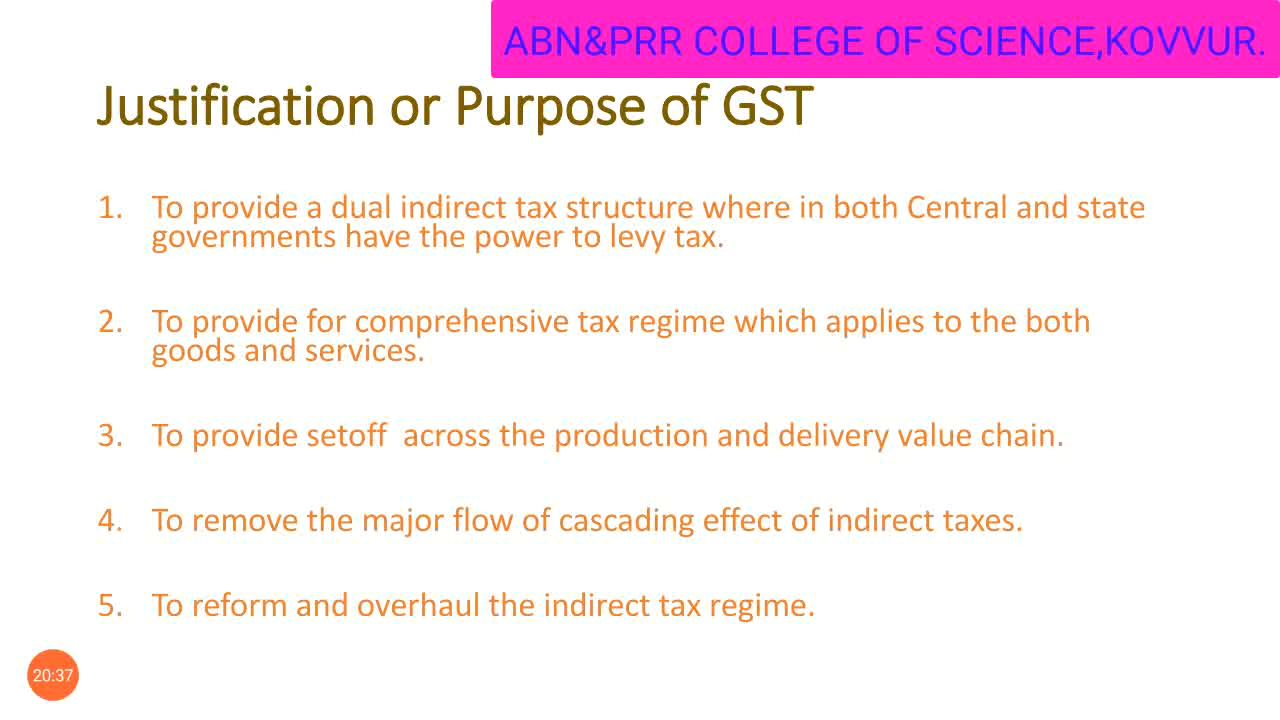 ABN&PRR COLLEGE OF SCIENCE,KOVVUR.
Justification or Purpose of GST
1. To provide a dual indirect tax structure where in both Central and state
governments have the power to levy tax.
2. To provide for comprehensive tax regime which applies to the both
goods and services.
3. To provide setoff  across the production and delivery value chain.
4. To remove the major flow of cascading effect of indirect taxes.
5. To reform and overhaul the indirect tax regime.
20:37